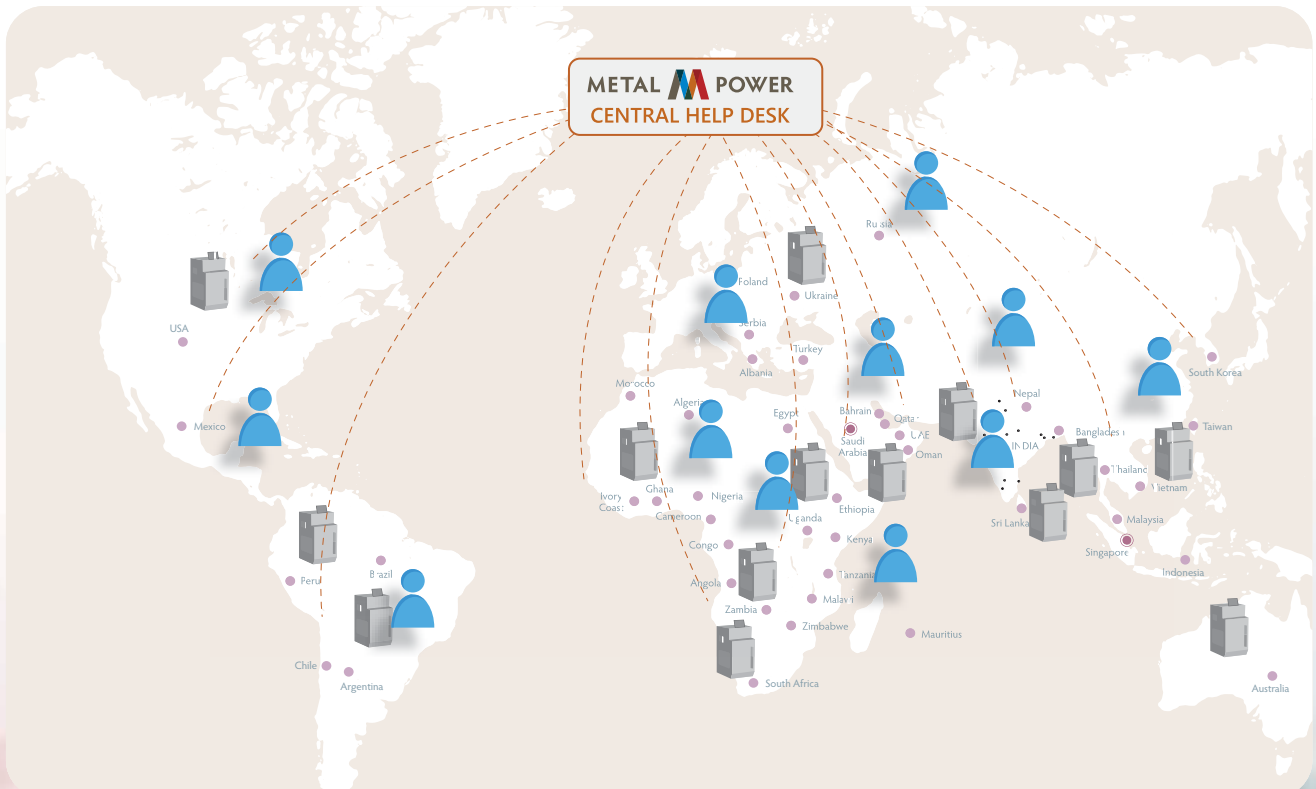 METAL POWER
CENTRAL HELP DESK
USA
Mexico
Peru
Brazil
Chile
Argentina
Russia
Ukraine
Serbia
Turkey
Albania
Morocco
Algeria
Egypt
Bahrain
Qatar
Saudi
Arabia
UAE
Oman
Nepal
INDIA
Bangladesh
South Korea
Taiwan
Thailand
Vietnam
Sri Lanka
Malaysia
Singapore
Indonesia
Ivory
Coast
Ghana
Nigeria
Cameroon
Ethiopia
Uganda
Congo
Kenya
Angola
Tanzania
Zambia
Malawi
Zimbabwe
Mauritius
South Africa
Australia